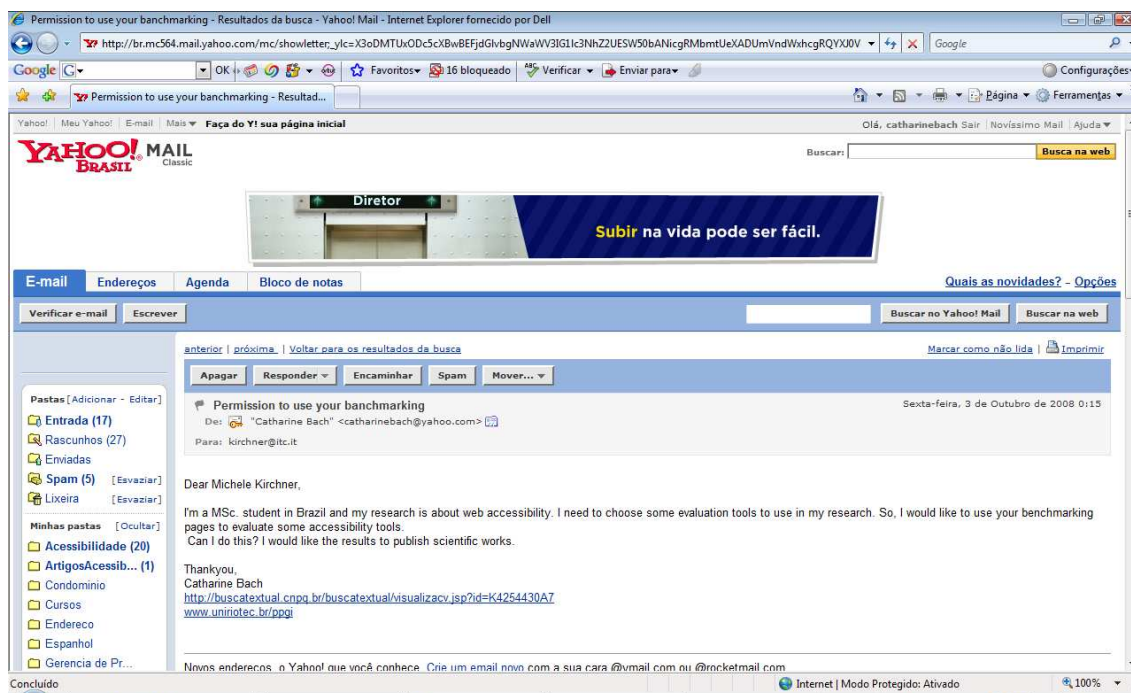 Permission to use your banchmarking - Resultados da busca - Yahoo! Mail - Internet Explorer fornecido por Dell
Google
Google G OK 16 bloqueado Verificar Enviar para Configurações
Favoritos
Permission to use your banchmarking - Resultad... Página Ferramentas
Yahoo! Meu Yahoo! E-mail Mais Faça do Y! sua página inicial Olá, catharinebach Sair Novíssimo Mail Ajuda
YAHOO! MAIL
BRASIL Classic
Buscar: Busca na web
Diretor
Subir na vida pode ser fácil.
E-mail Endereços Agenda Bloco de notas Quais as novidades? - Opções
Verificar e-mail Escrever Buscar no Yahoo! Mail Buscar na web
anterior | próxima | Voltar para os resultados da busca Marcar como não lida | Imprimir
Apagar Responder Encaminhar Spam Mover...
Pastas [Adicionar - Editar]
Entrada (17)
Rascunhos (27)
Enviadas
Spam (5) [Esvaziar]
Lixeira [Esvaziar]
Minhas pastas [Ocultar]
Acessibilidade (20)
ArtigosAcessib... (1)
Condominio
Cursos
Endereco
Espanhol
Gerencia de Pr...
Permission to use your banchmarking Sexta-feira, 3 de Outubro de 2008 0:15
De: "Catharine Bach" <catharinebach@yahoo.com>
Para: kirchner@itc.it
Dear Michele Kirchner,
I'm a MSc. student in Brazil and my research is about web accessibility. I need to choose some evaluation tools to use in my research. So, I would like to use your benchmarking
pages to evaluate some accessibility tools.
Can I do this? I would like the results to publish scientific works.
Thankyou,
Catharine Bach
http://buscatextual.cnpq.br/buscatextual/visualizacv.jsp?id=K4254430A7
www.uniriotec.br/ppgi
Novos endereços, o Yahoo! que você conhece. Crie um email novo com a sua cara @ymail.com ou @rocketmail.com
Concluído Internet | Modo Protegido: Ativado 100%